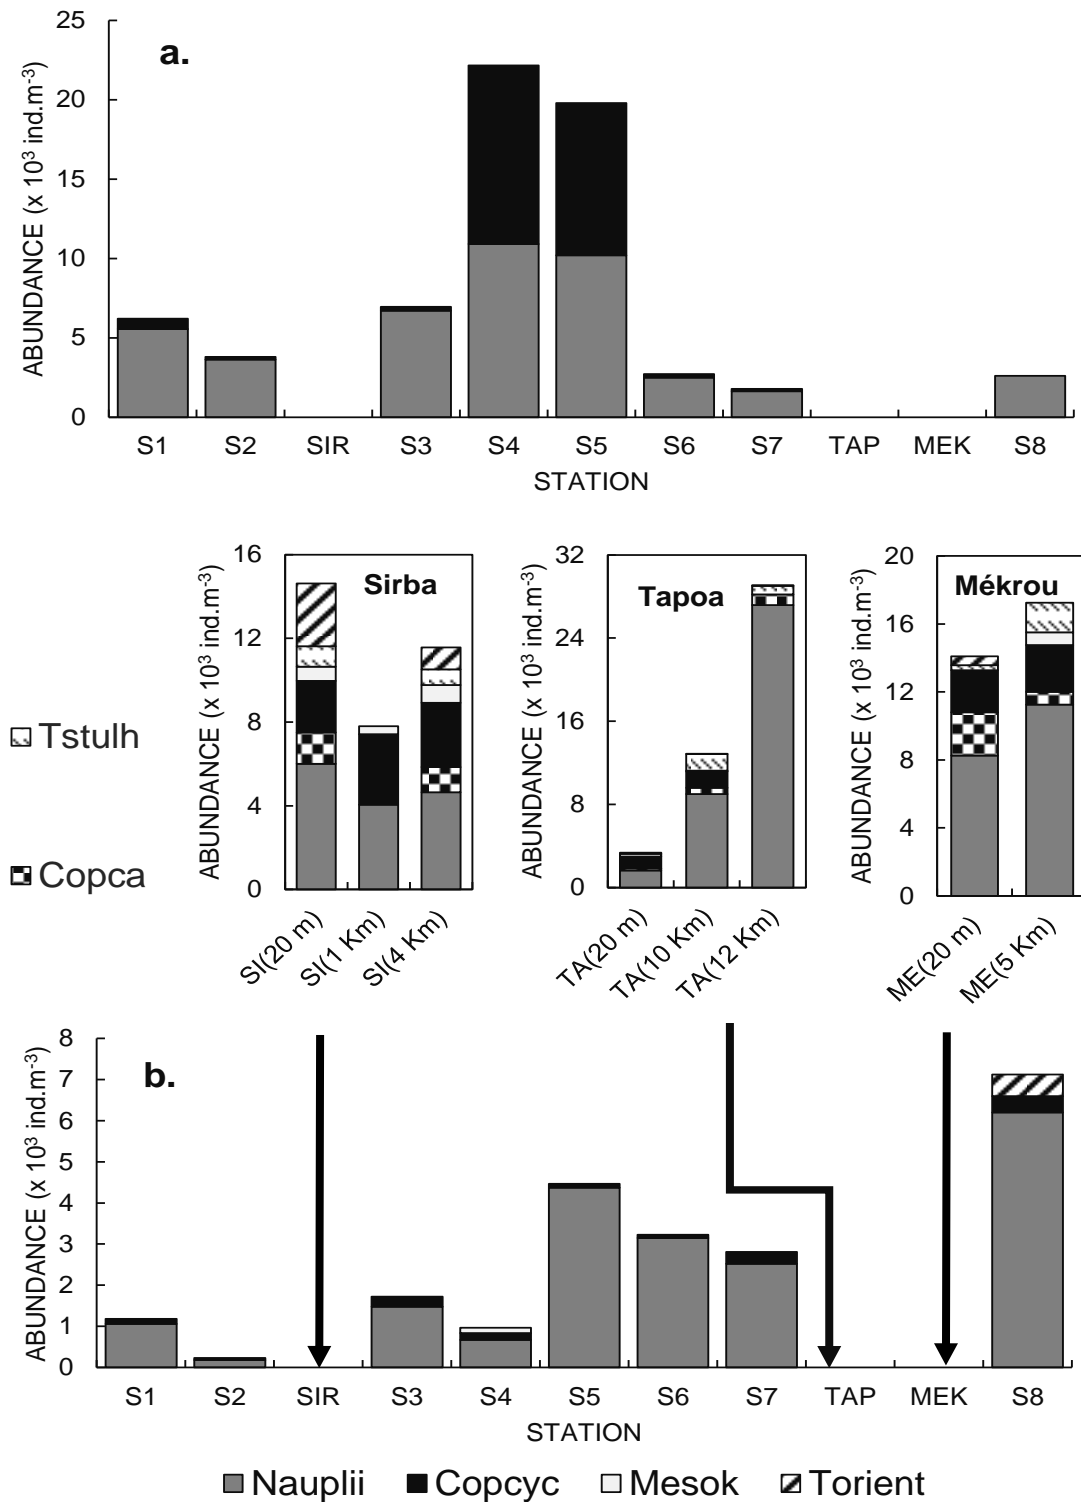 a.
ABUNDANCE (x 10³ ind.m⁻³)
25
20
15
10
5
0
S1 S2 SIR S3 S4 S5 S6 S7 TAP MEK S8
STATION
Sirba
ABUNDANCE (x 10³ ind.m⁻³)
16
12
8
4
0
SI(20 m) SI(1 Km) SI(4 Km)
Tapoa
ABUNDANCE (x 10³ ind.m⁻³)
32
24
16
8
0
TA(20 m) TA(10 Km) TA(12 Km)
Mékrou
ABUNDANCE (x 10³ ind.m⁻³)
20
16
12
8
4
0
ME(20 m) ME(5 Km)
Tstulh
Copca
b.
ABUNDANCE (x 10³ ind.m⁻³)
8
7
6
5
4
3
2
1
0
S1 S2 SIR S3 S4 S5 S6 S7 TAP MEK S8
STATION
Nauplii Copcyc Mesok Torient